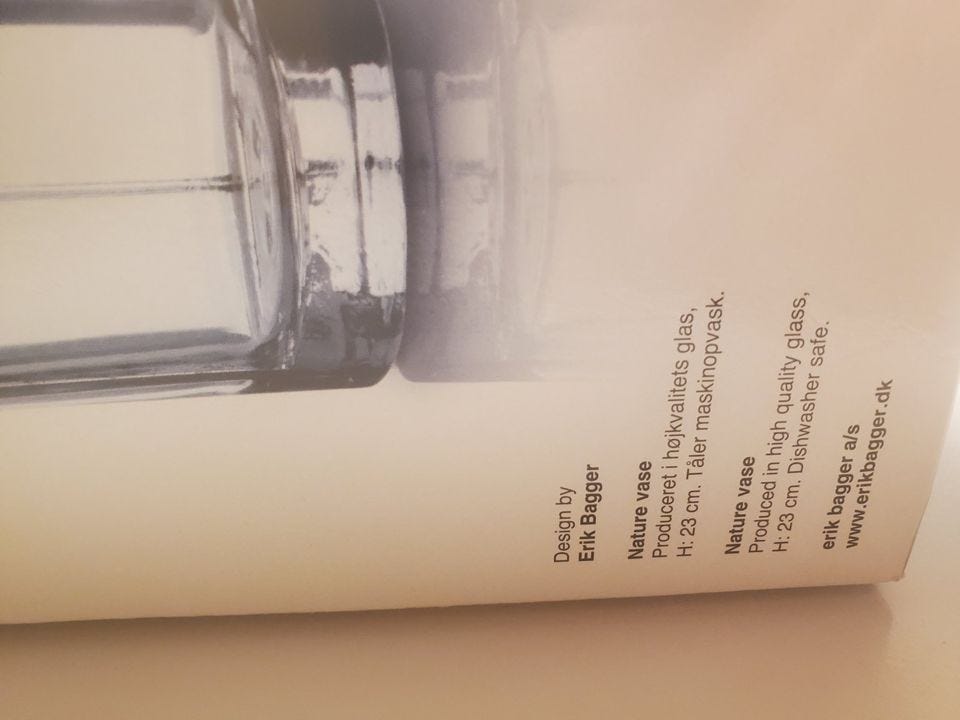 Design by
Erik Bagger
Nature vase
Produceret i højkvalitets glas,
H: 23 cm. Tåler maskinopvask.
Nature vase
Produced in high quality glass,
H: 23 cm. Dishwasher safe.
erik bagger a/s
www.erikbagger.dk